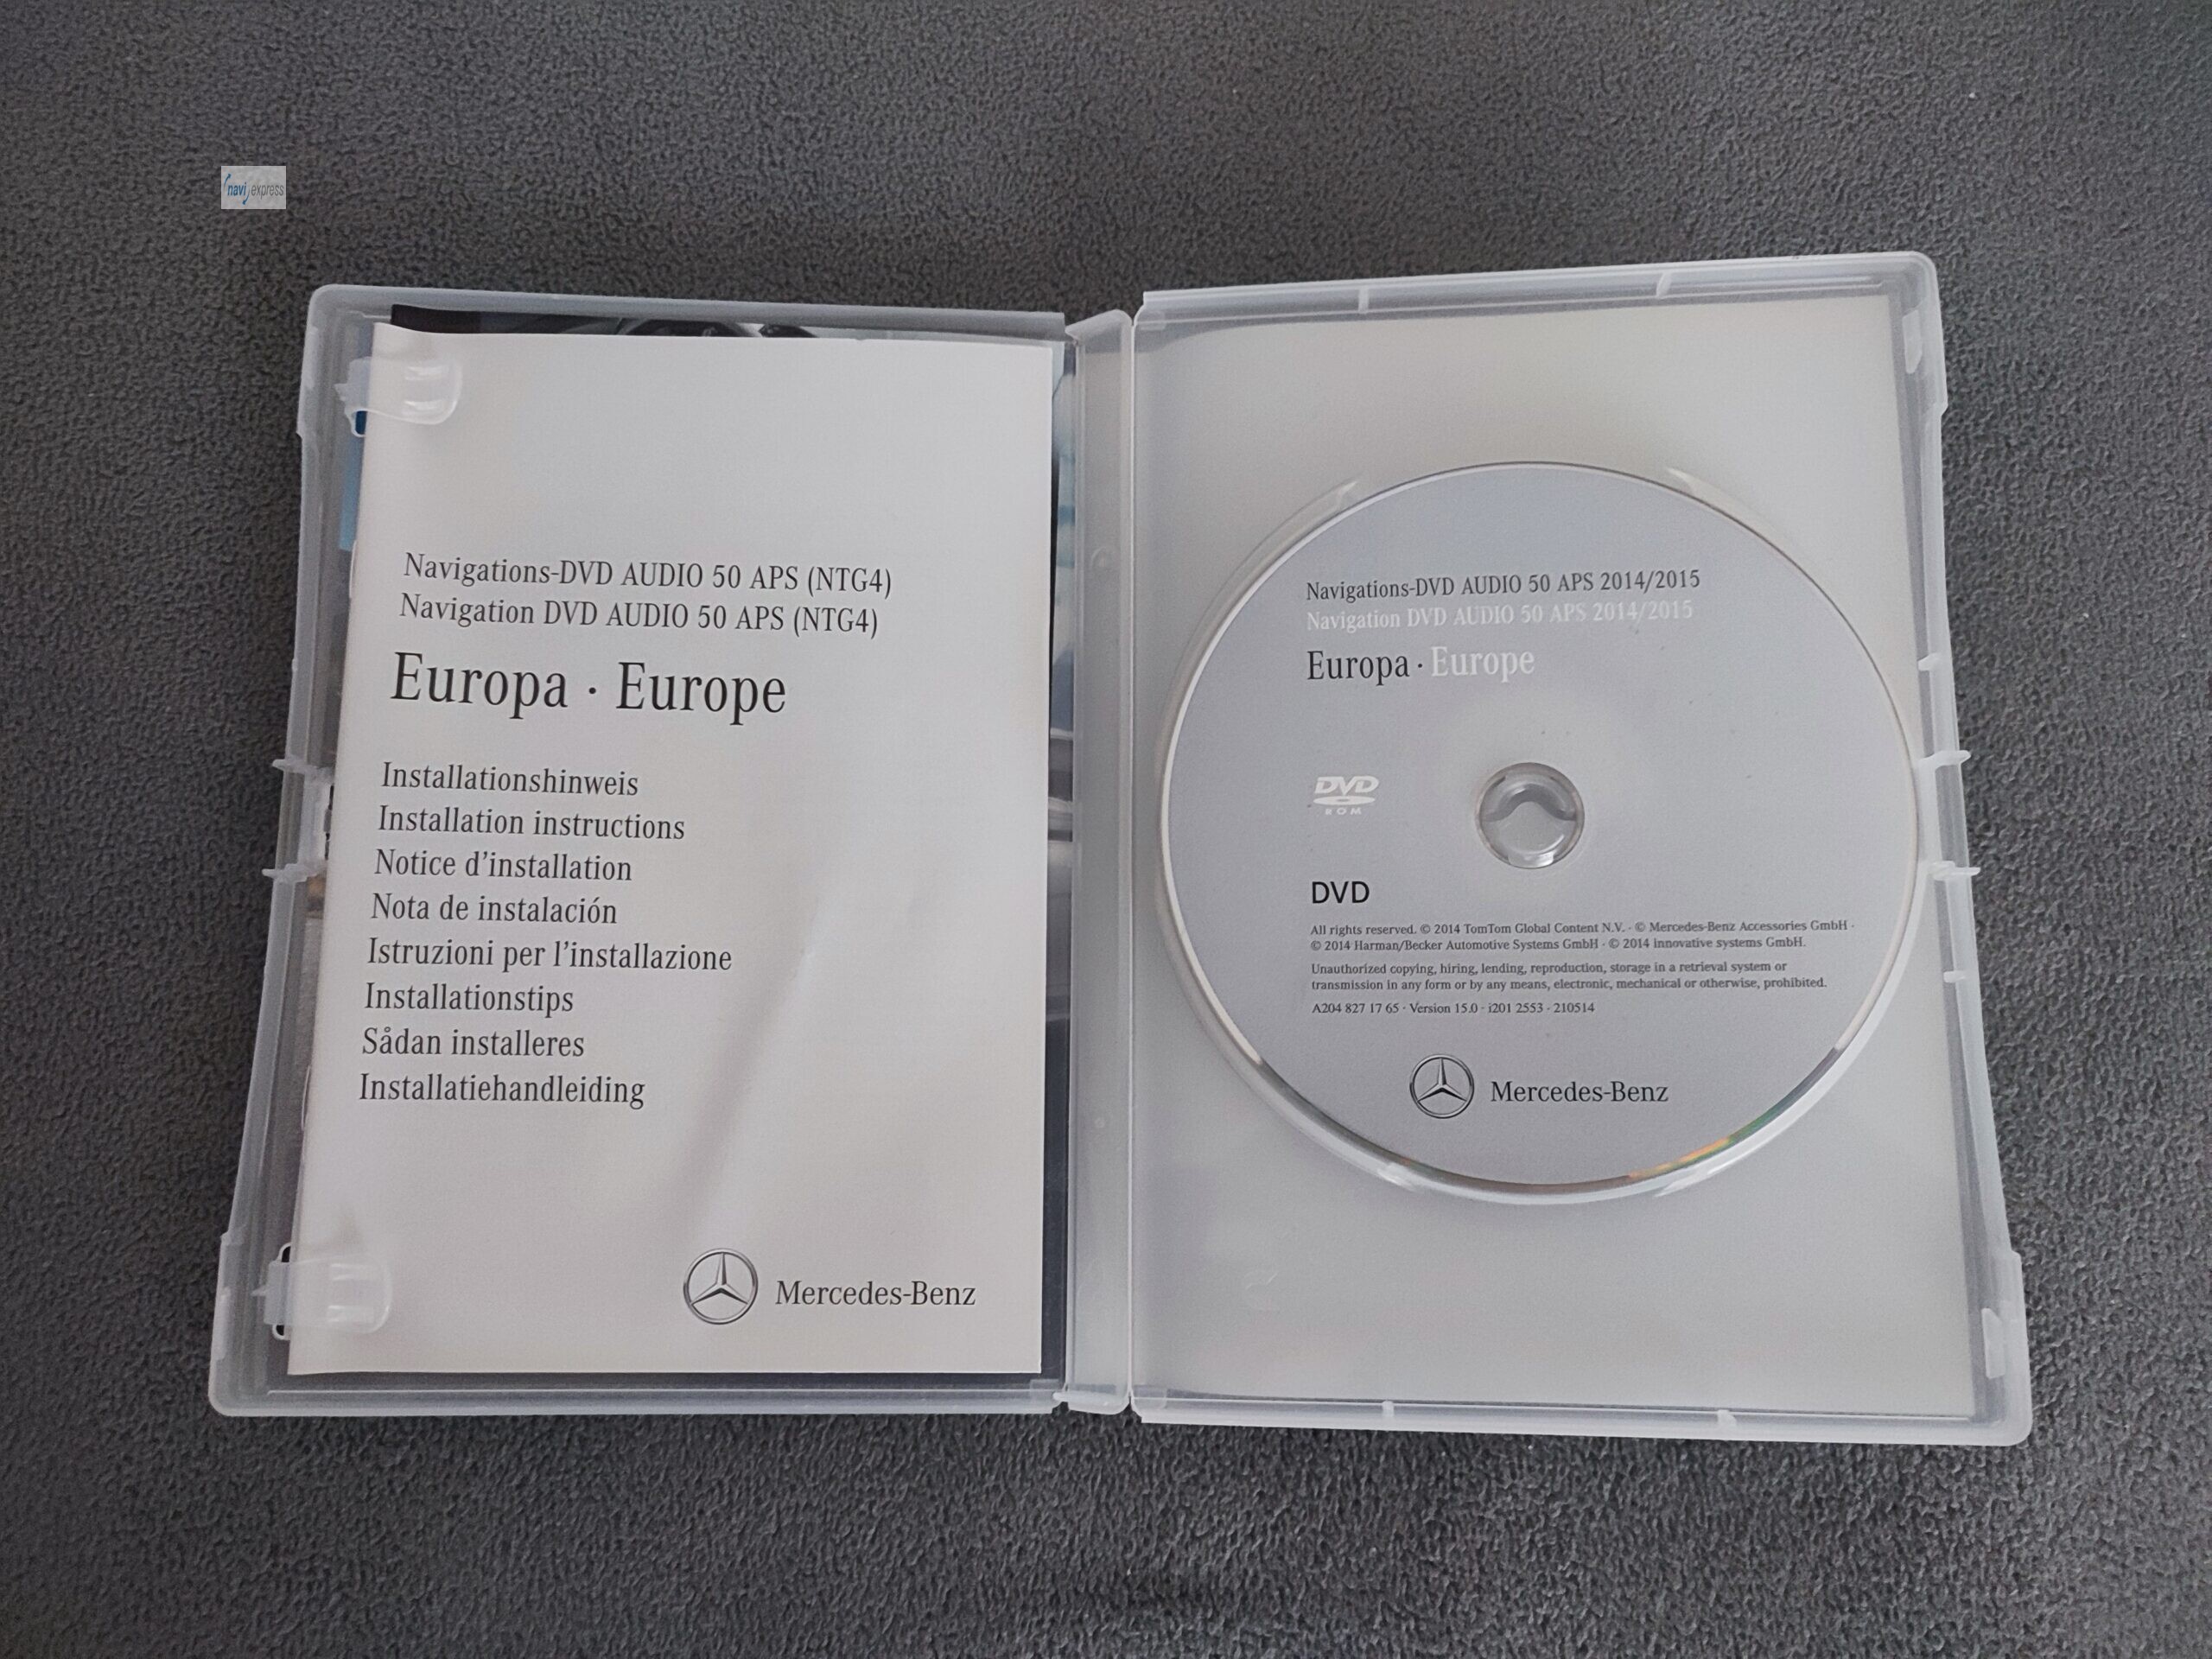 navi express
Navigations-DVD AUDIO 50 APS (NTG4)
Navigation DVD AUDIO 50 APS (NTG4)
Europa · Europe
Installationshinweis
Installation instructions
Notice d'installation
Nota de instalación
Istruzioni per l'installazione
Installationstips
Sådan installeres
Installatiehandleiding
Mercedes-Benz
Navigations-DVD AUDIO 50 APS 2014/2015
Navigation DVD AUDIO 50 APS 2014/2015
Europa · Europe
DVD
ROM
DVD
All rights reserved. © 2014 TomTom Global Content N.V. · © Mercedes-Benz Accessories GmbH ·
© 2014 Harman/Becker Automotive Systems GmbH · © 2014 innovative systems GmbH.
Unauthorized copying, hiring, lending, reproduction, storage in a retrieval system or
transmission in any form or by any means, electronic, mechanical or otherwise, prohibited.
A204 827 17 65 · Version 15.0 · i201 2553 · 210514
Mercedes-Benz